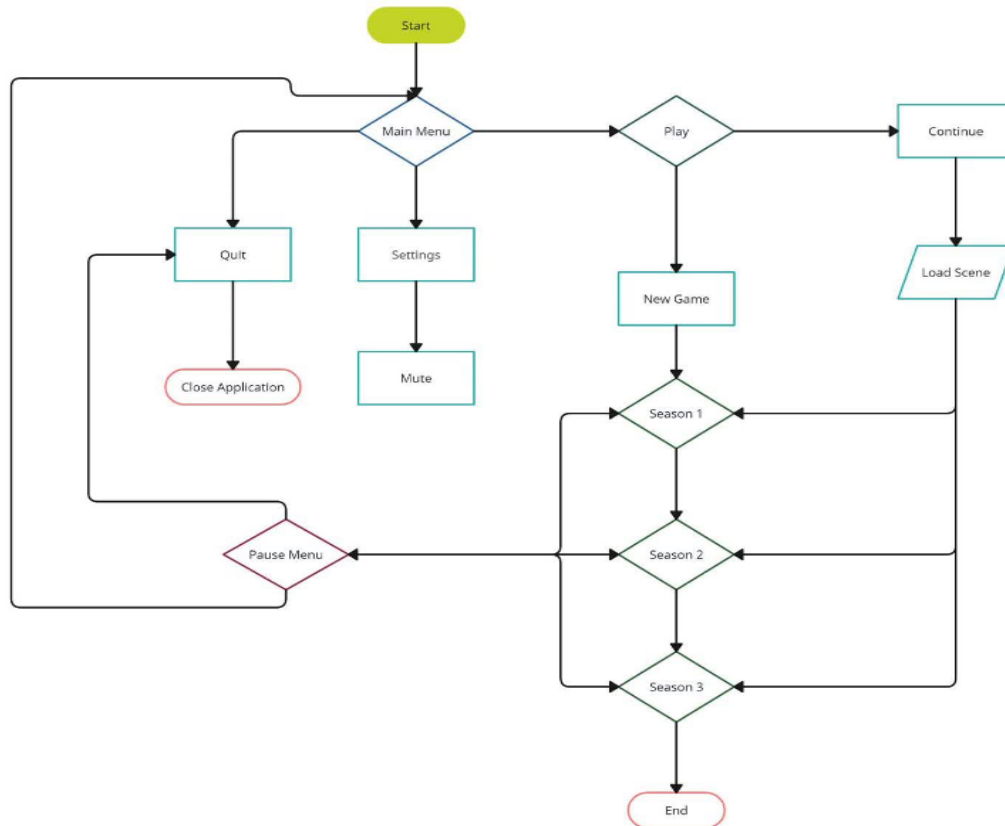 Start
Main Menu
Play
Continue
Quit
Settings
Load Scene
New Game
Close Application
Mute
Season 1
Pause Menu
Season 2
Season 3
End